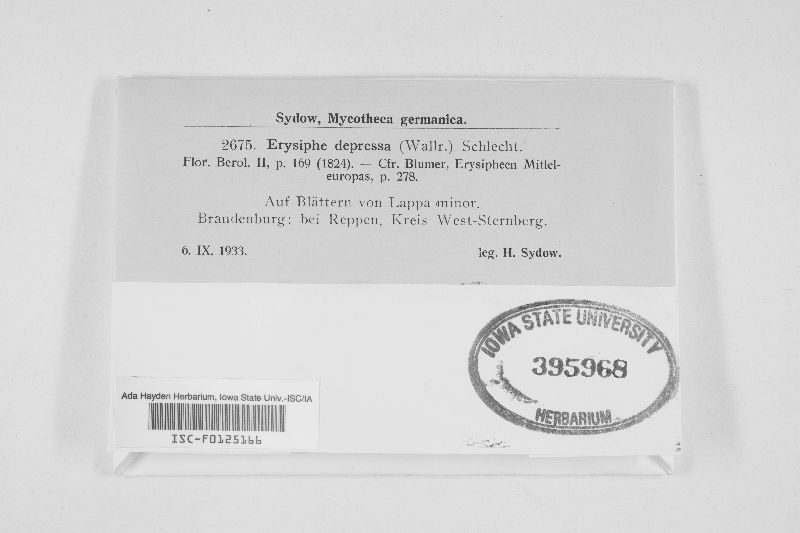 Sydow, Mycotheca germanica.
2675. Erysiphe depressa (Wallr.) Schlecht.
Flor. Berol. II, p. 169 (1824). — Cfr. Blumer, Erysipheen Mittel-
europas, p. 278.
Auf Blättern von Lappa minor.
Brandenburg: bei Reppen, Kreis West-Sternberg.
6. IX. 1933. leg. H. Sydow.
IOWA STATE UNIVERSITY
395968
HERBARIUM
Ada Hayden Herbarium, Iowa State Univ.-ISC/IA
ISC-F0125166